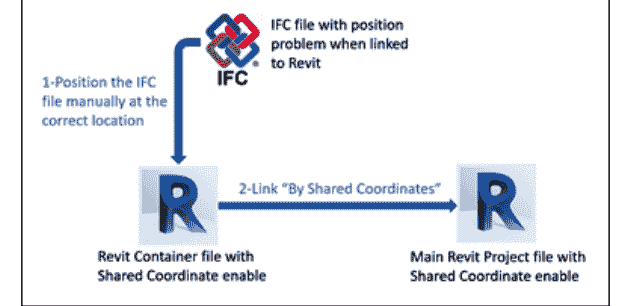 IFC file with position
problem when linked
to Revit
IFC
®
1-Position the IFC
file manually at the
correct location
R
2-Link "By Shared Coordinates"
R
Revit Container file with
Shared Coordinate enable
Main Revit Project file with
Shared Coordinate enable